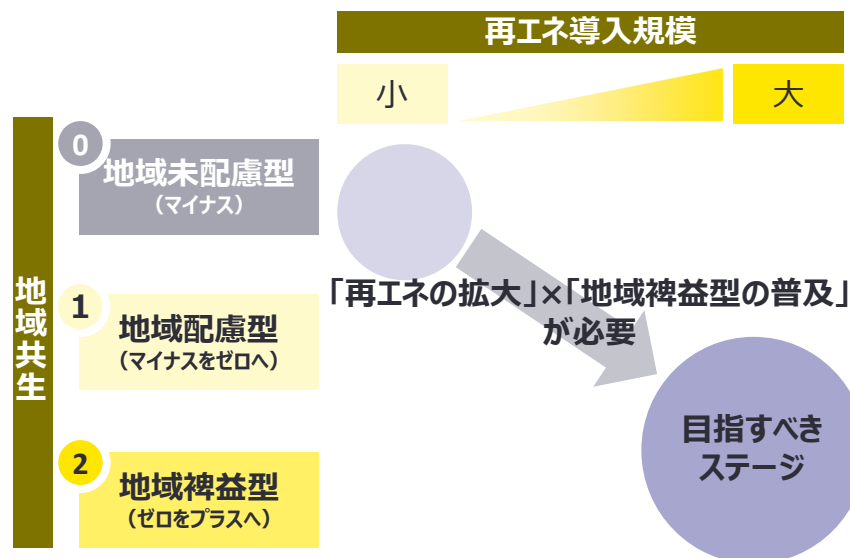 再エネ導入規模
小
大
地域共生
0
地域未配慮型
（マイナス）
1
地域配慮型
（マイナスをゼロへ）
2
地域裨益型
（ゼロをプラスへ）
「再エネの拡大」×「地域裨益型の普及」
が必要
目指すべき
ステージ